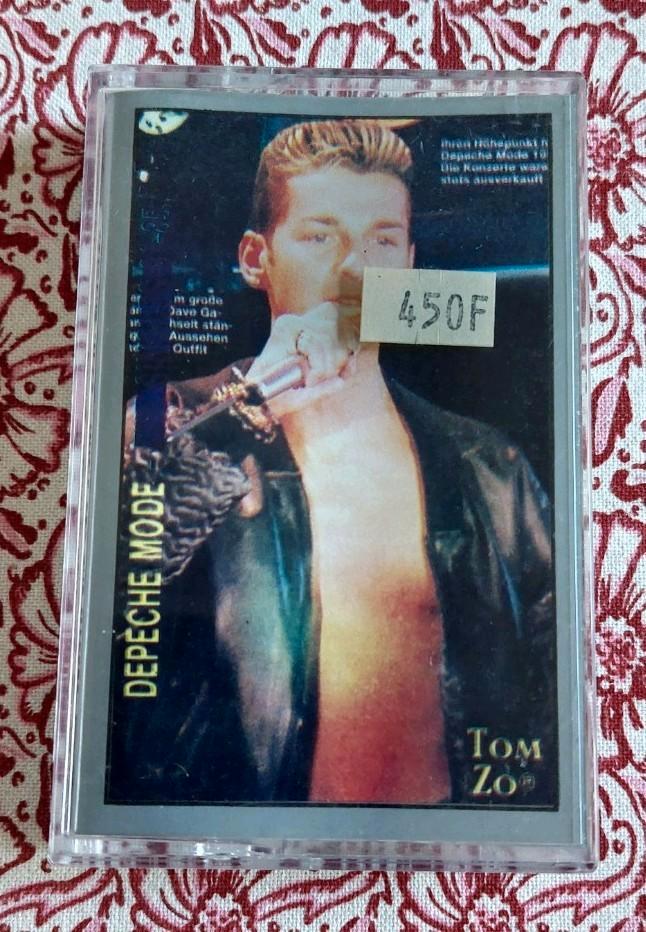 ihren Höhepunkt h
Depeche Mode 19
Die Konzerte ware
stets ausverkauft
450F
m große
Dave Ga-
hselt stän-
Aussehen
Outfit
DEPECHE MODE
TOM
ZO®